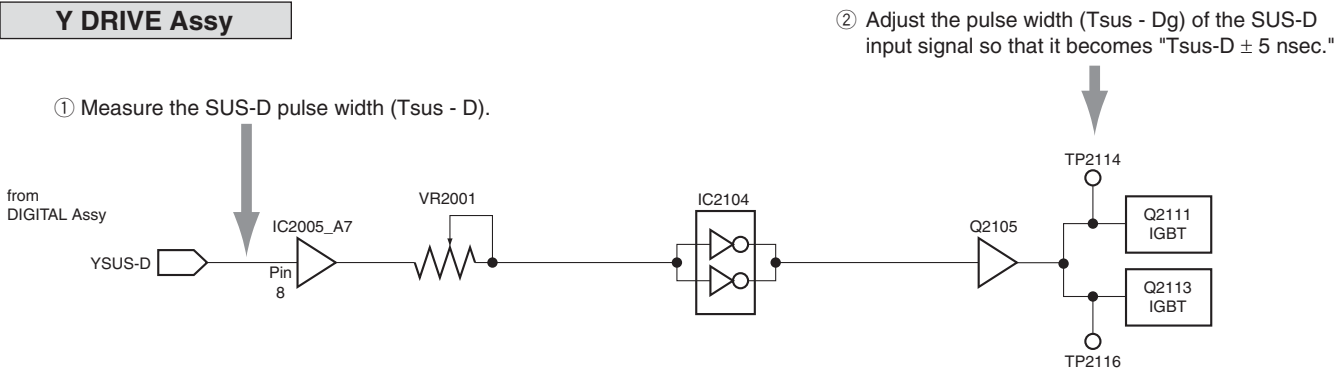 Y DRIVE Assy
② Adjust the pulse width (Tsus - Dg) of the SUS-D
input signal so that it becomes "Tsus-D ± 5 nsec."
① Measure the SUS-D pulse width (Tsus - D).
TP2114
from
DIGITAL Assy
VR2001
IC2104
IC2005_A7
Q2105
Q2111
IGBT
YSUS-D
Pin
8
Q2113
IGBT
TP2116